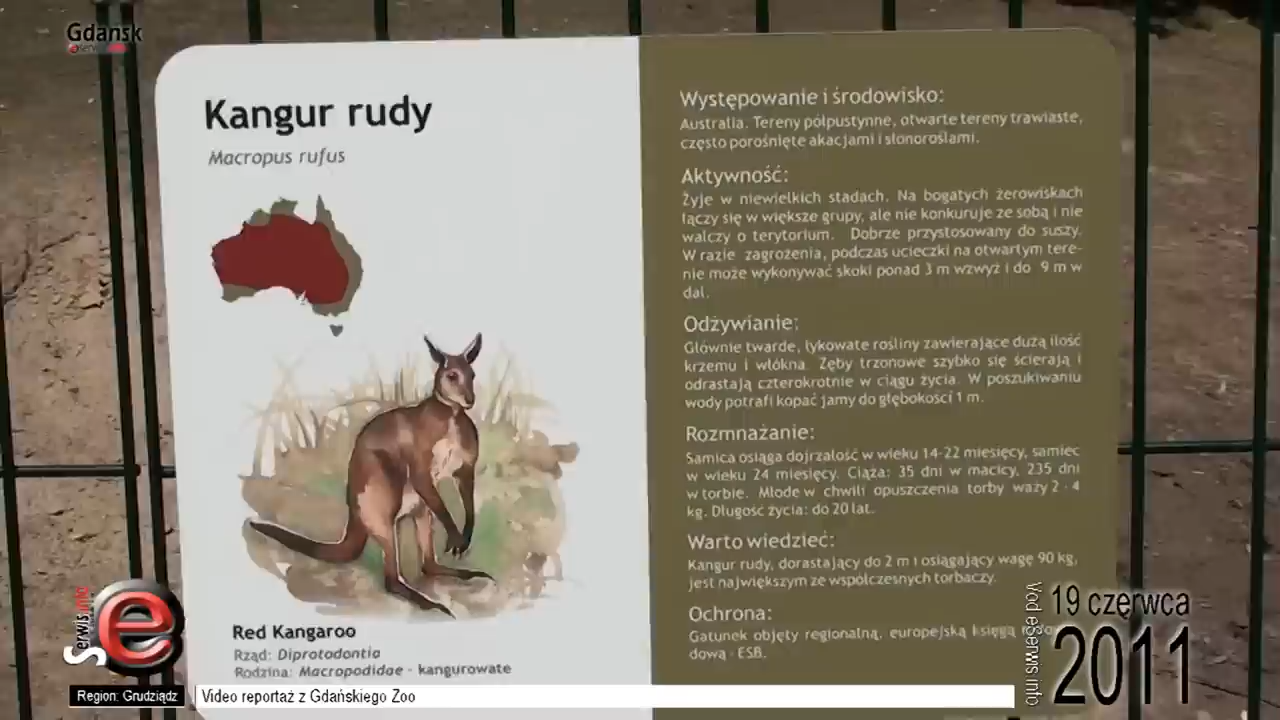 Gdańsk
Kangur rudy
Macropus rufus
Red Kangaroo
Rząd: Diprotodontia
Rodzina: Macropodidae - kangurowate
Występowanie i środowisko:
Australia. Tereny półpustynne, otwarte tereny trawiaste,
często porośnięte akacjami i słonoroślami.
Aktywność:
Żyje w niewielkich stadach. Na bogatych żerowiskach
łączy się w większe grupy, ale nie konkuruje ze sobą i nie
walczy o terytorium. Dobrze przystosowany do suszy.
W razie zagrożenia, podczas ucieczki na otwartym tere-
nie może wykonywać skoki ponad 3 m wzwyż i do 9 m w
dal.
Odżywianie:
Głównie twarde, łykowate rośliny zawierające dużą ilość
krzemu i włókna. Zęby trzonowe szybko się ścierają i
odrastają czterokrotnie w ciągu życia. W poszukiwaniu
wody potrafi kopać jamy do głębokości 1 m.
Rozmnażanie:
Samica osiąga dojrzałość w wieku 14-22 miesięcy, samiec
w wieku 24 miesięcy. Ciąża: 35 dni w macicy, 235 dni
w torbie. Młode w chwili opuszczenia torby waży 2 - 4
kg. Długość życia: do 20 lat.
Warto wiedzieć:
Kangur rudy, dorastający do 2 m i osiągający wagę 90 kg,
jest największym ze współczesnych torbaczy.
Ochrona:
Gatunek objęty regionalną, europejską księgą
dową - ESB.
e
serwis.info
Region: Grudziądz
Video reportaż z Gdańskiego Zoo
Vod eSerwis.info
19 czerwca
2011